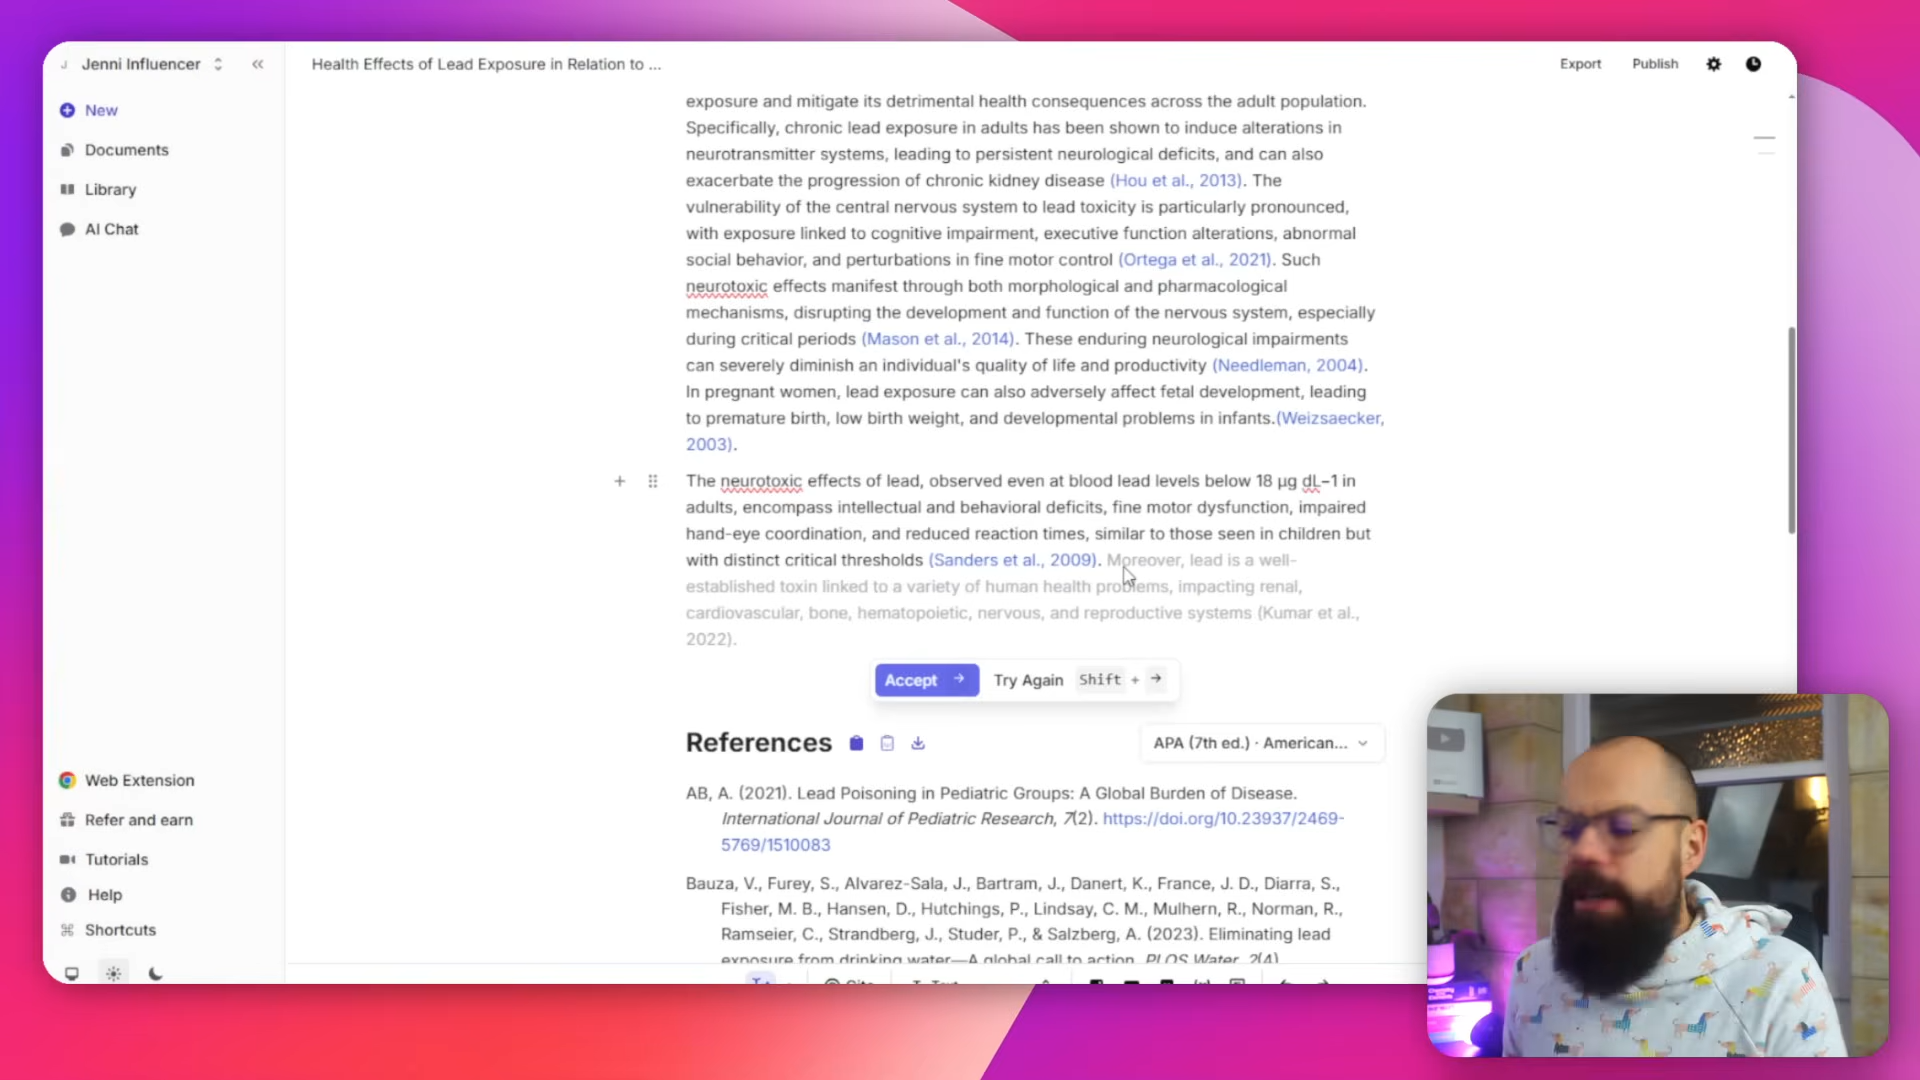 Jenni Influencer
New
Documents
Library
AI Chat
Web Extension
Refer and earn
Tutorials
Help
Shortcuts
Health Effects of Lead Exposure in Relation to ...
Export
Publish
exposure and mitigate its detrimental health consequences across the adult population.
Specifically, chronic lead exposure in adults has been shown to induce alterations in
neurotransmitter systems, leading to persistent neurological deficits, and can also
exacerbate the progression of chronic kidney disease (Hou et al., 2013). The
vulnerability of the central nervous system to lead toxicity is particularly pronounced,
with exposure linked to cognitive impairment, executive function alterations, abnormal
social behavior, and perturbations in fine motor control (Ortega et al., 2021). Such
neurotoxic effects manifest through both morphological and pharmacological
mechanisms, disrupting the development and function of the nervous system, especially
during critical periods (Mason et al., 2014). These enduring neurological impairments
can severely diminish an individual's quality of life and productivity (Needleman, 2004).
In pregnant women, lead exposure can also adversely affect fetal development, leading
to premature birth, low birth weight, and developmental problems in infants.(Weizsaecker,
2003).
The neurotoxic effects of lead, observed even at blood lead levels below 18 µg dL−1 in
adults, encompass intellectual and behavioral deficits, fine motor dysfunction, impaired
hand-eye coordination, and reduced reaction times, similar to those seen in children but
with distinct critical thresholds (Sanders et al., 2009). Moreover, lead is a well-
established toxin linked to a variety of human health problems, impacting renal,
cardiovascular, bone, hematopoietic, nervous, and reproductive systems (Kumar et al.,
2022).
Accept → Try Again Shift + →
References
APA (7th ed.) · American...
AB, A. (2021). Lead Poisoning in Pediatric Groups: A Global Burden of Disease.
International Journal of Pediatric Research, 7(2). https://doi.org/10.23937/2469-
5769/1510083
Bauza, V., Furey, S., Alvarez-Sala, J., Bartram, J., Danert, K., France, J. D., Diarra, S.,
Fisher, M. B., Hansen, D., Hutchings, P., Lindsay, C. M., Mulhern, R., Norman, R.,
Ramseier, C., Strandberg, J., Studer, P., & Salzberg, A. (2023). Eliminating lead
exposure from drinking water—A global call to action. PLOS Water, 2(4)